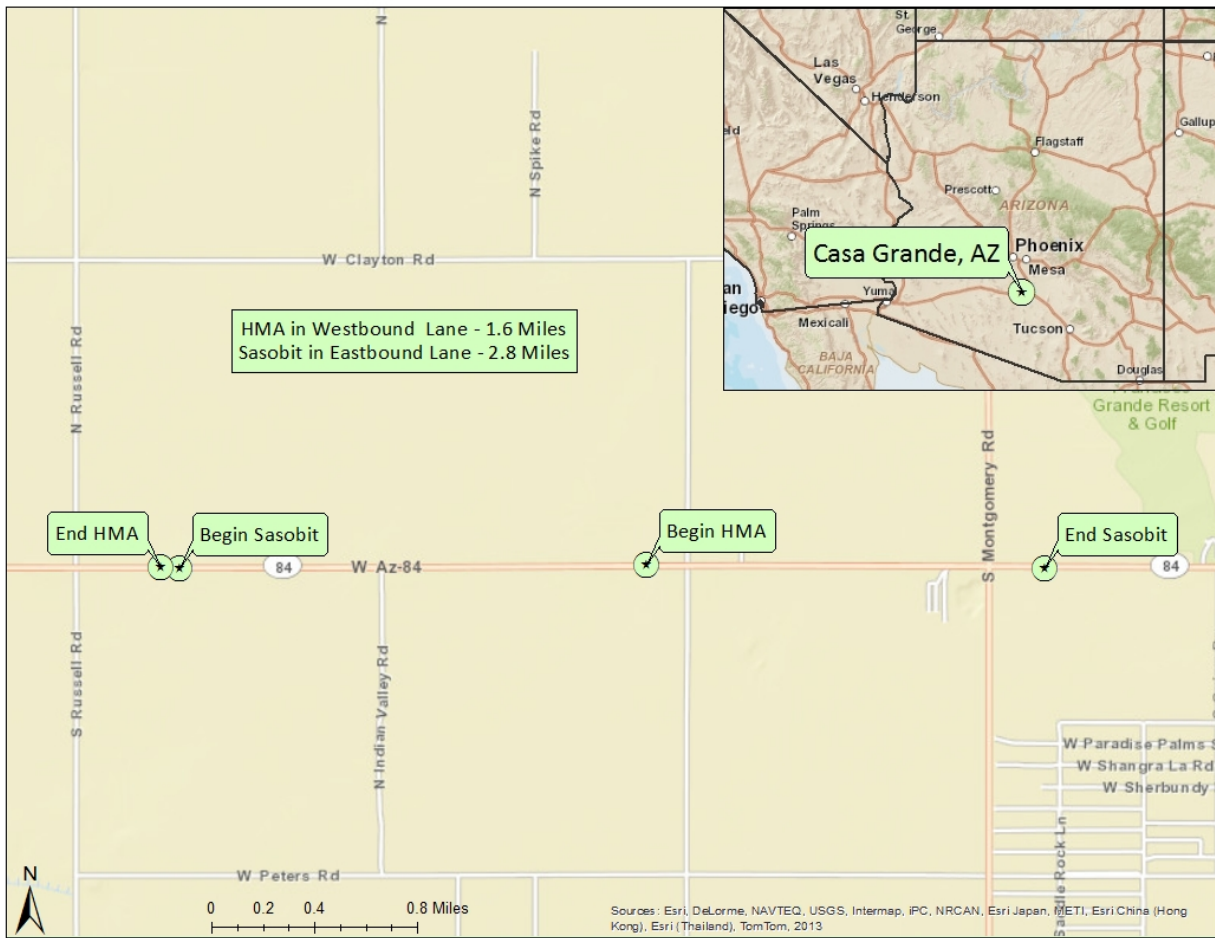 N
N Spike Rd
W Clayton Rd
N Russell Rd
HMA in Westbound Lane - 1.6 Miles
Sasobit in Eastbound Lane - 2.8 Miles
St.
George
Las
Vegas
Henderson
Gallup
Flagstaff
Prescott
ARIZONA
Palm
Springs
Casa Grande, AZ
Phoenix
Mesa
Yuma
Mexicali
Tucson
BAJA
CALIFORNIA
Douglas
Grande Resort
& Golf
S Montgomery Rd
End HMA
Begin Sasobit
Begin HMA
End Sasobit
84
W Az-84
84
S Russell Rd
N Indian Valley Rd
W Paradise Palms S
W Shangra La Rd
W Sherbundy
Saddle Rock Ln
W Peters Rd
N
0 0.2 0.4 0.8 Miles
Sources: Esri, DeLorme, NAVTEQ, USGS, Intermap, iPC, NRCAN, Esri Japan, METI, Esri China (Hong
Kong), Esri (Thailand), TomTom, 2013